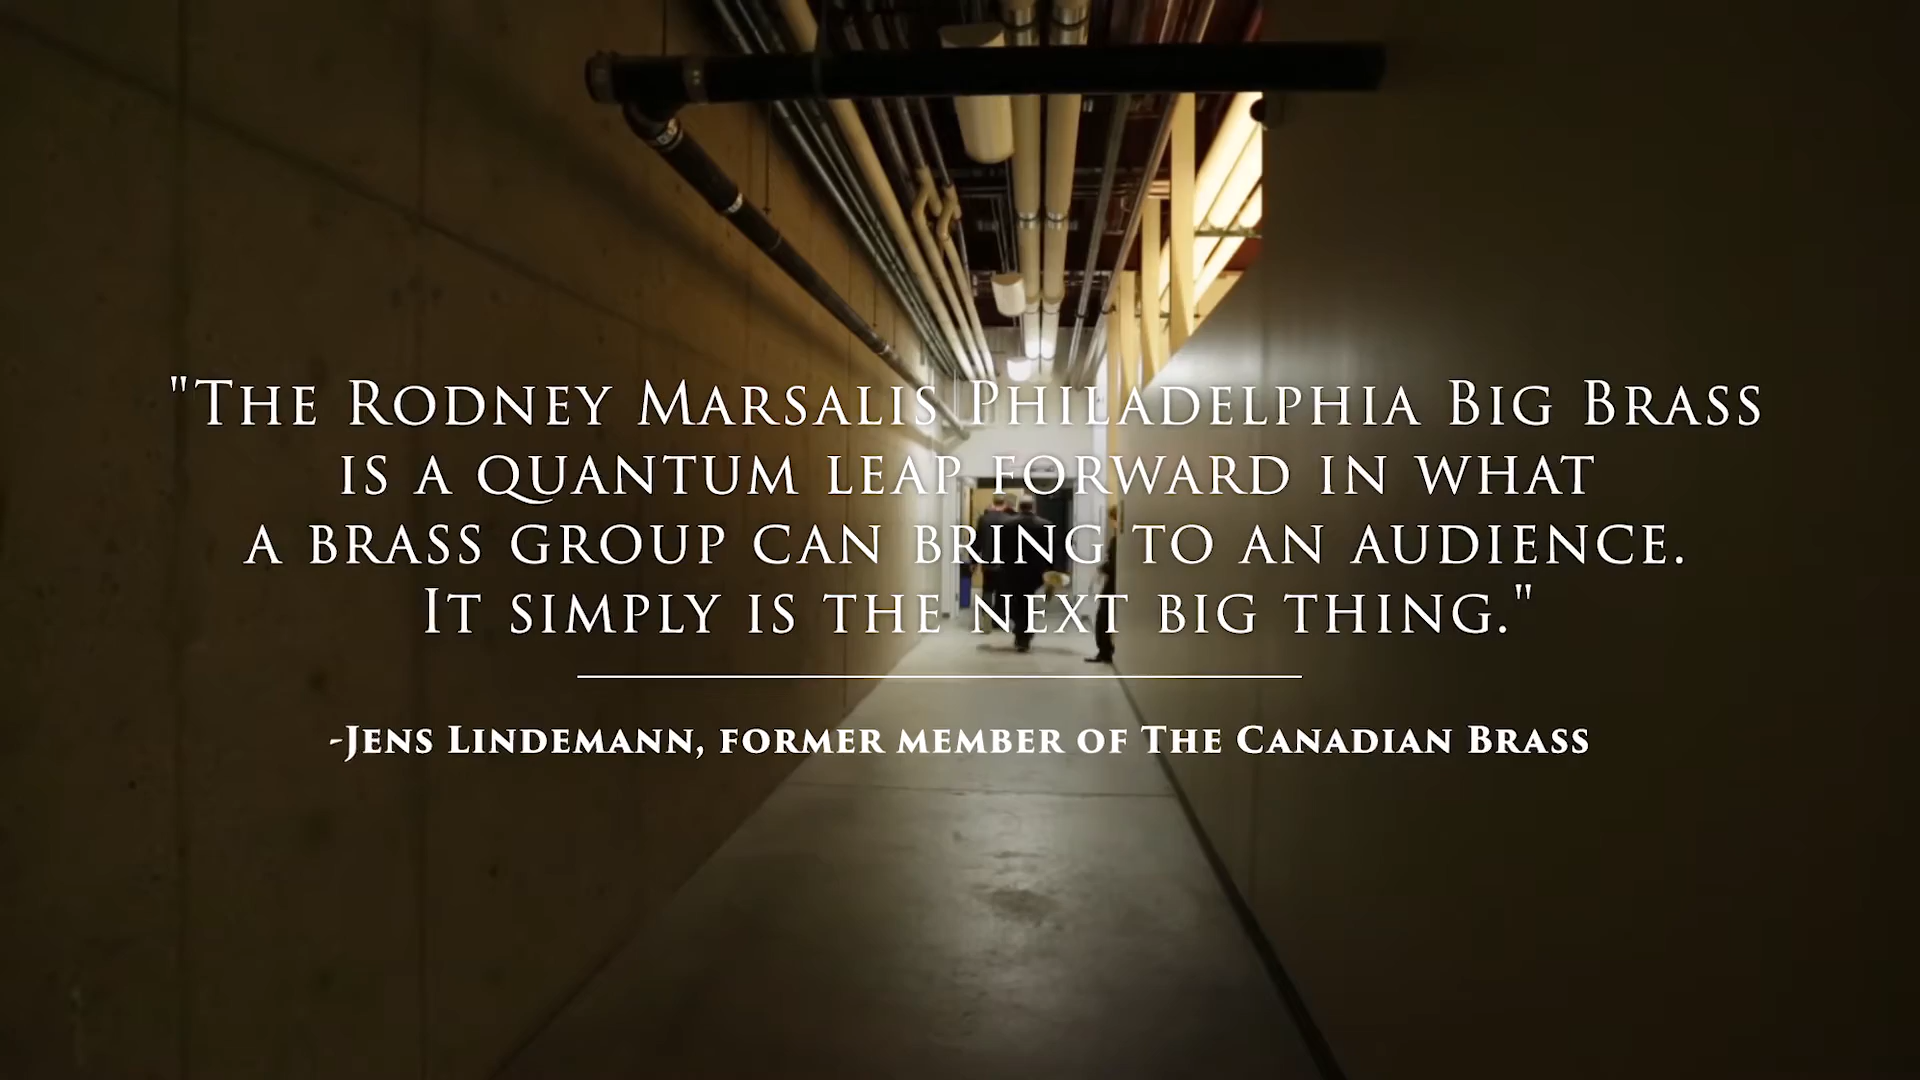 "The Rodney Marsalis Philadelphia Big Brass
is a quantum leap forward in what
a brass group can bring to an audience.
It simply is the next big thing."
-Jens Lindemann, former member of The Canadian Brass